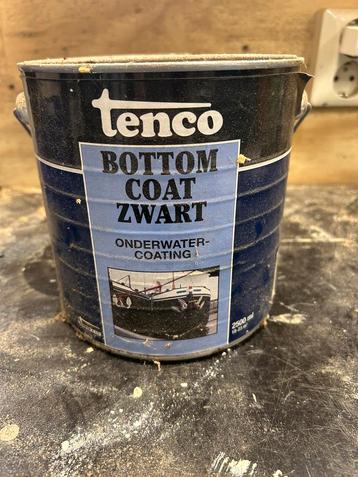 tenco
BOTTOM
COAT
ZWART
ONDERWATER-
COATING
2500 ml